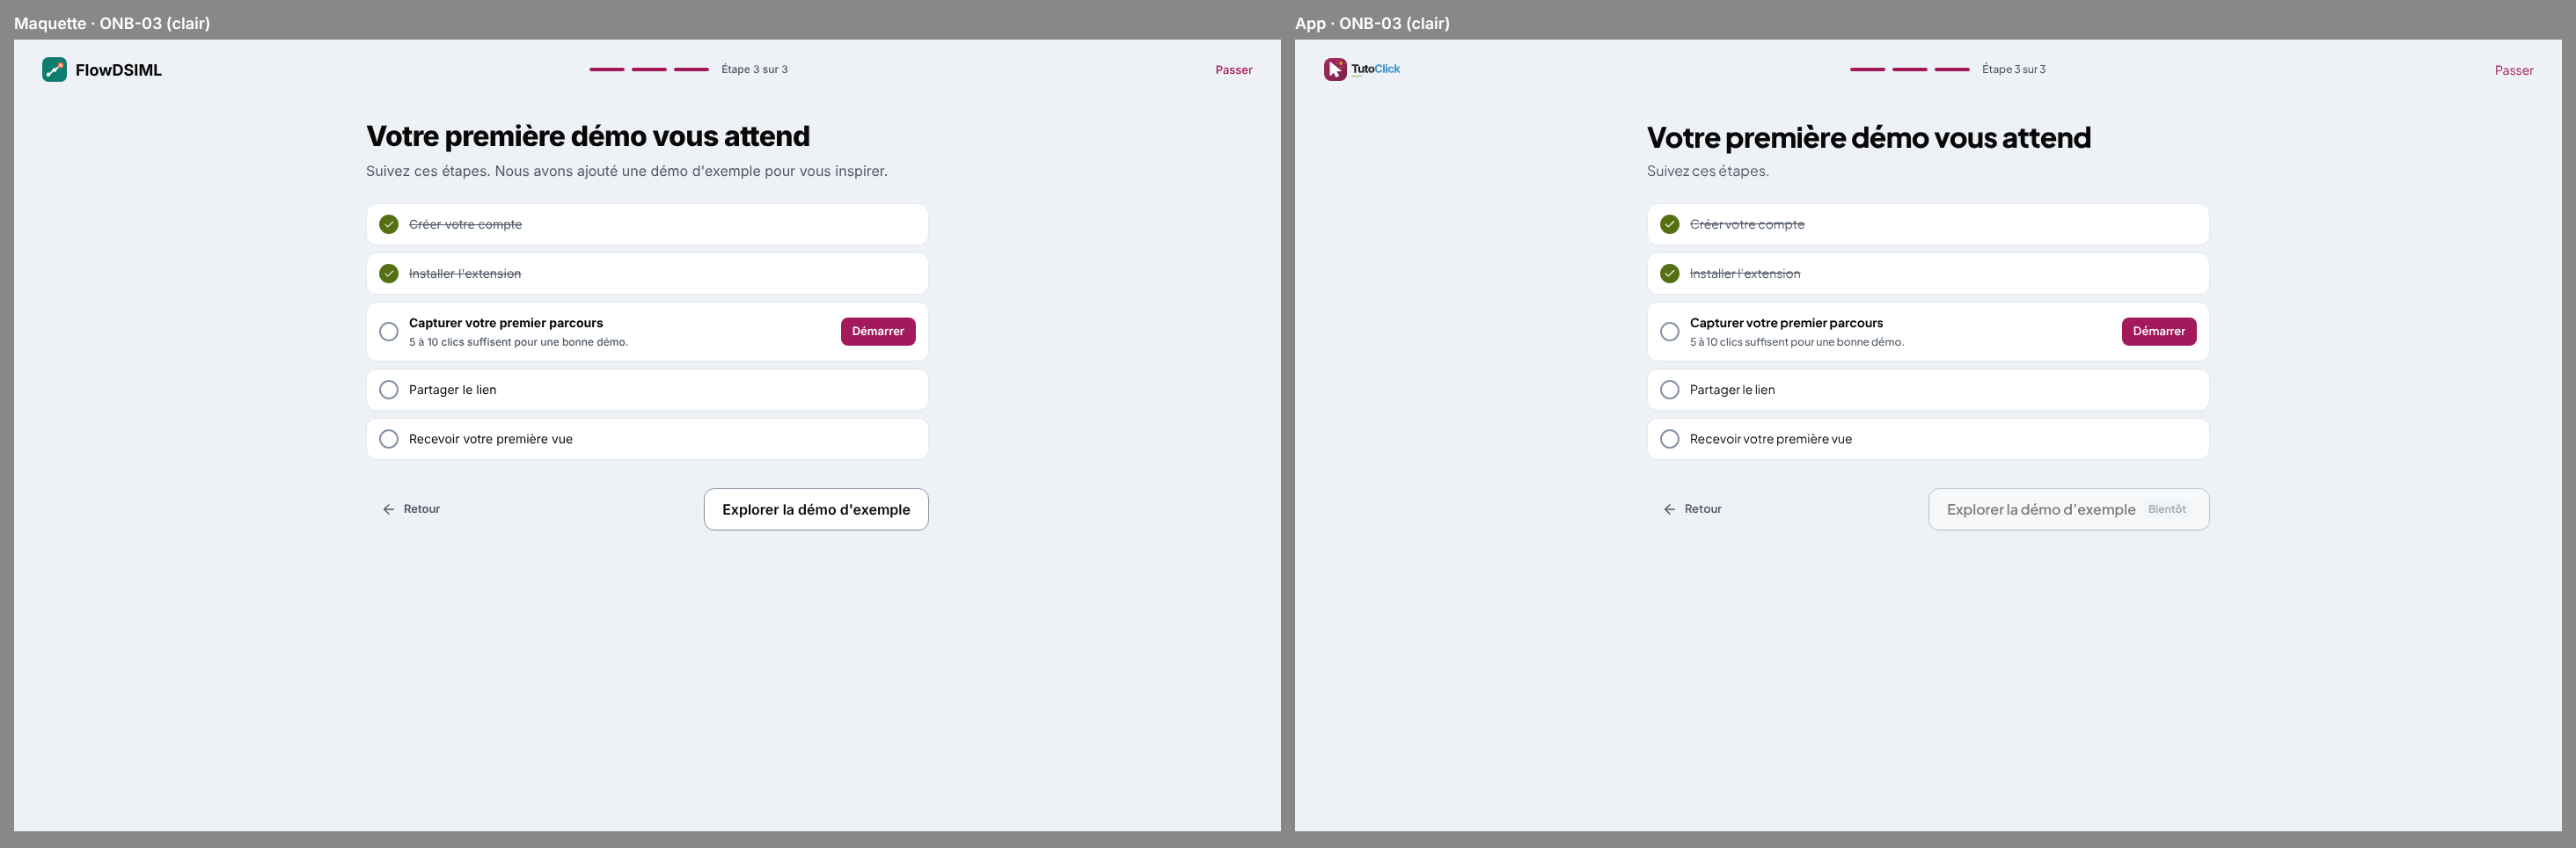 Maquette · ONB-03 (clair)
FlowDSIML
Étape 3 sur 3
Passer
Votre première démo vous attend
Suivez ces étapes. Nous avons ajouté une démo d'exemple pour vous inspirer.
Créer votre compte
Installer l'extension
Capturer votre premier parcours
5 à 10 clics suffisent pour une bonne démo.
Démarrer
Partager le lien
Recevoir votre première vue
Retour
Explorer la démo d'exemple
App · ONB-03 (clair)
TutoClick
Étape 3 sur 3
Passer
Votre première démo vous attend
Suivez ces étapes.
Créer votre compte
Installer l'extension
Capturer votre premier parcours
5 à 10 clics suffisent pour une bonne démo.
Démarrer
Partager le lien
Recevoir votre première vue
Retour
Explorer la démo d’exemple Bientôt